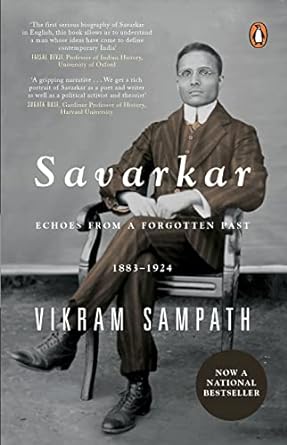 'The first serious biography of Savarkar
in English, this book allows us to understand
a man whose ideas have come to define
contemporary India'
FAISAL DEVJI, Professor of Indian History,
University of Oxford
'A gripping narrative . . . We get a rich
portrait of Savarkar as a poet and writer
as well as a political activist and theorist'
SUGATA BOSE, Gardiner Professor of History,
Harvard University
Savarkar
ECHOES FROM A FORGOTTEN PAST
1883–1924
VIKRAM SAMPATH
NOW A
NATIONAL
BESTSELLER